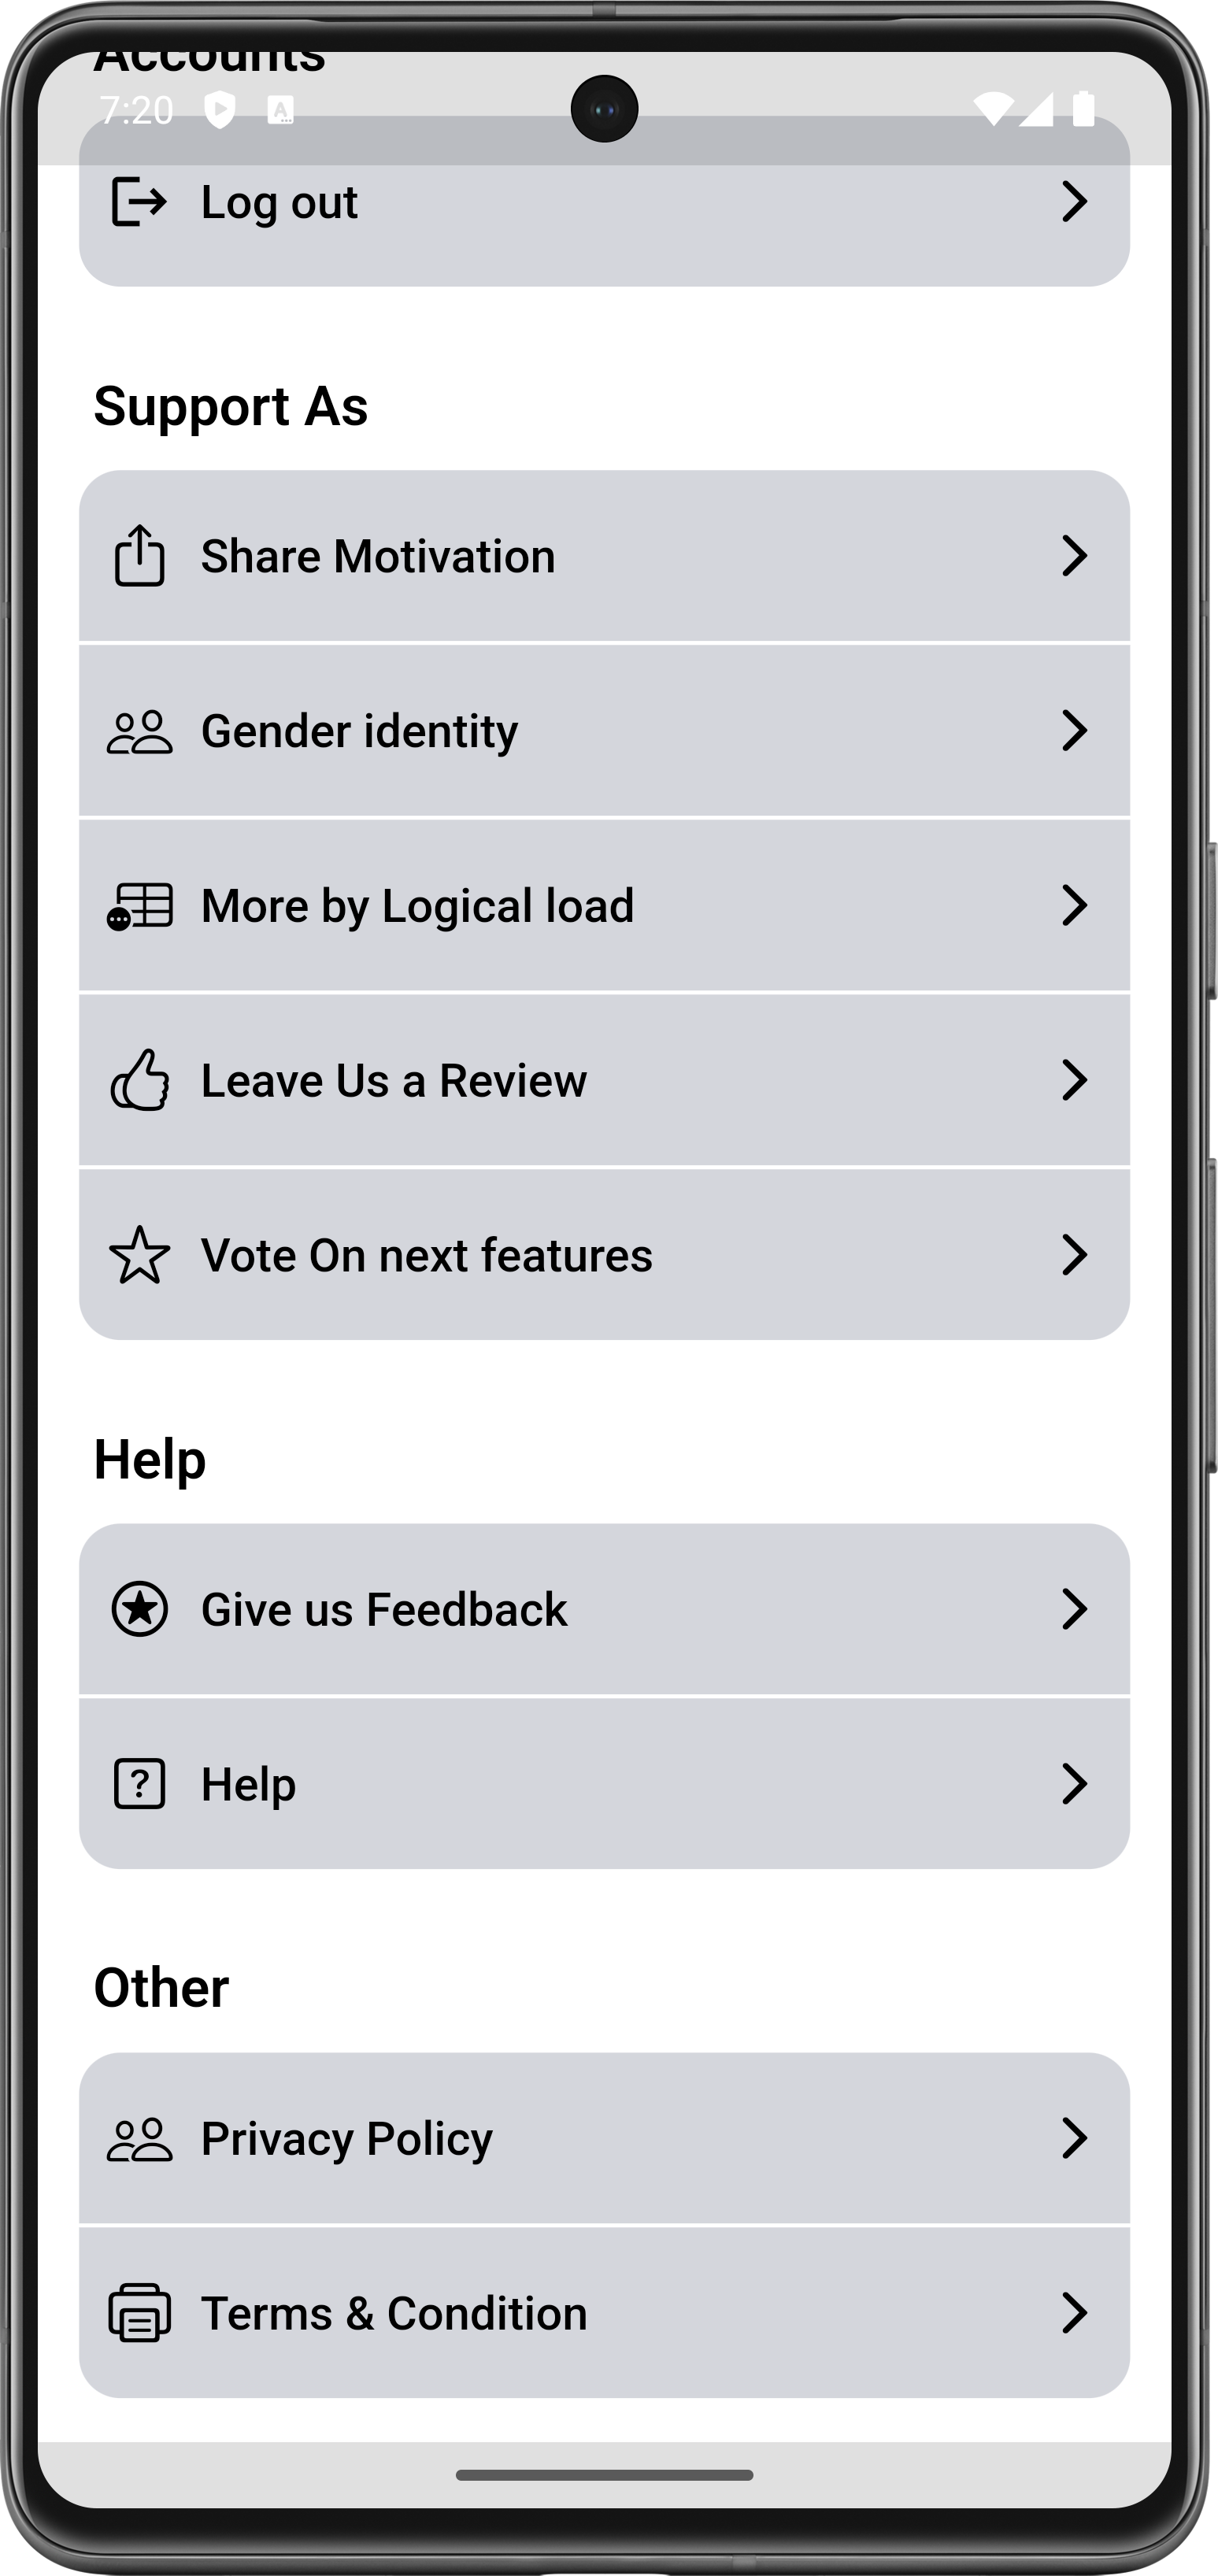 Accounts
7:20
Log out
Support As
Share Motivation
Gender identity
More by Logical load
Leave Us a Review
Vote On next features
Help
Give us Feedback
Help
Other
Privacy Policy
Terms & Condition